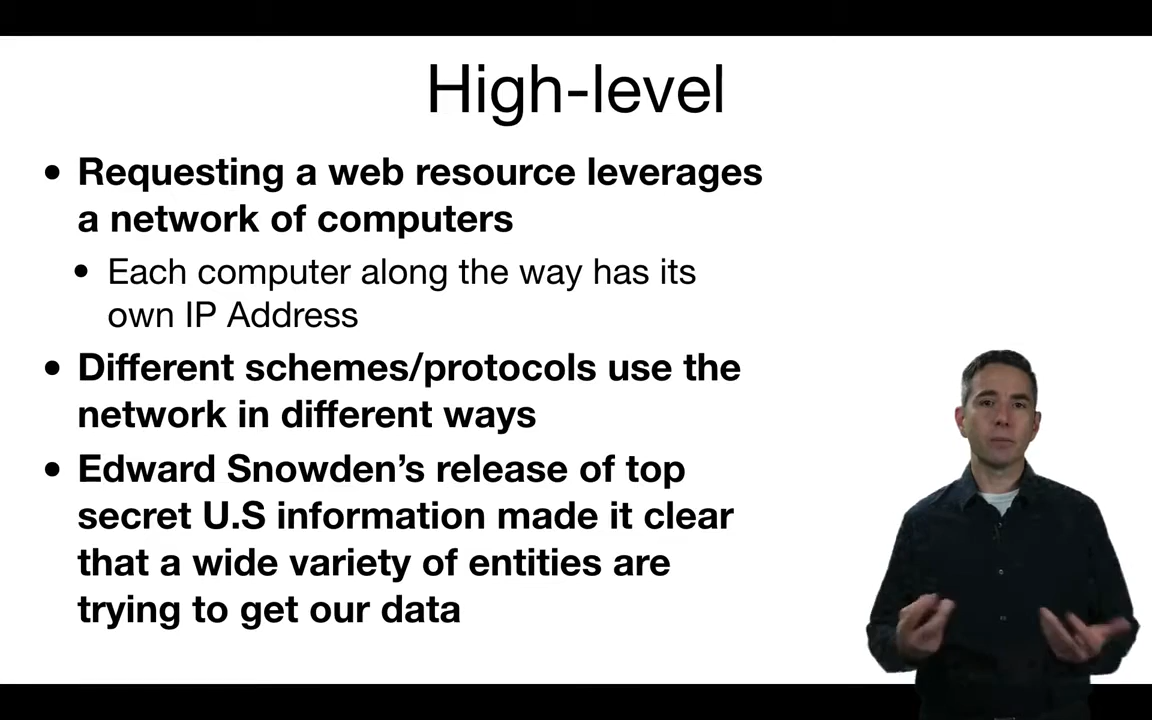 High-level
• Requesting a web resource leverages
a network of computers
• Each computer along the way has its
own IP Address
• Different schemes/protocols use the
network in different ways
• Edward Snowden’s release of top
secret U.S information made it clear
that a wide variety of entities are
trying to get our data